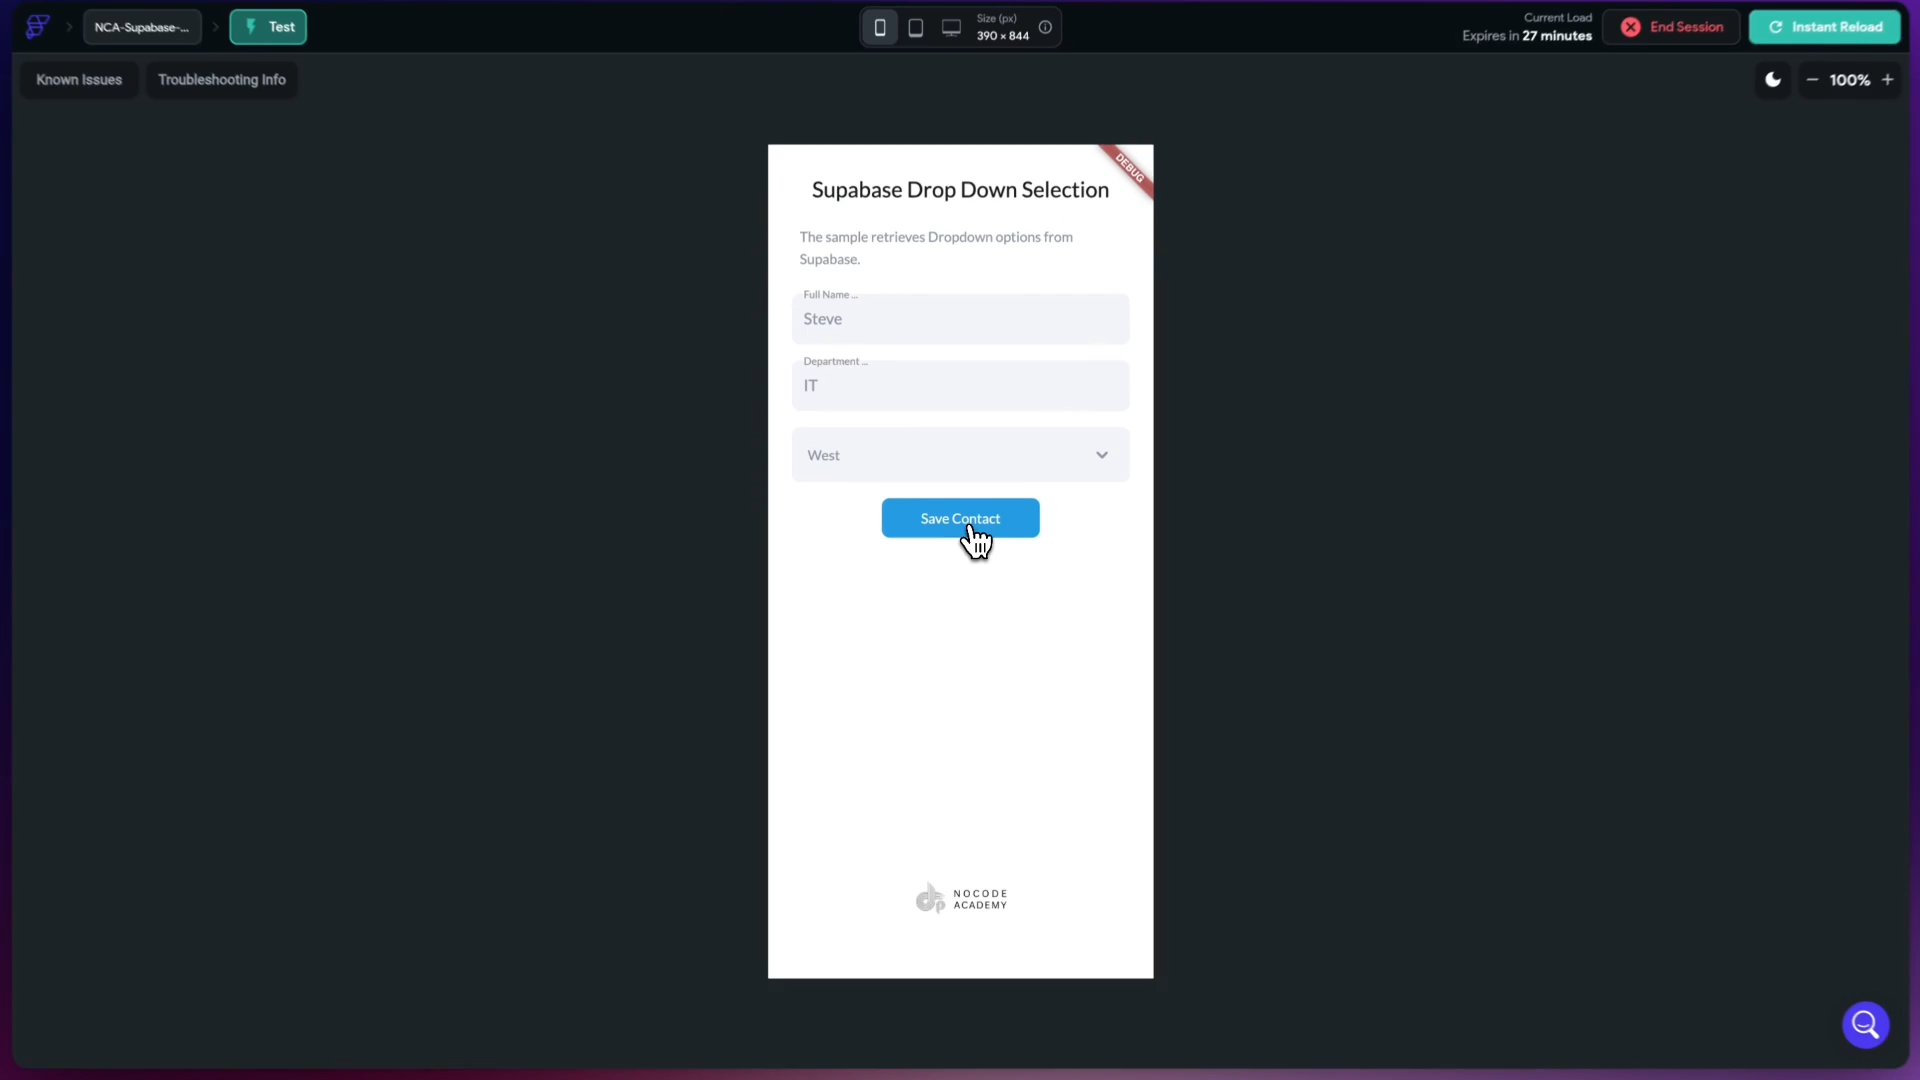 NCA-Supabase-...
Test
Size (px)
390 × 844
Current Load
Expires in 27 minutes
End Session
Instant Reload
Known Issues
Troubleshooting Info
100%
DEBUG
Supabase Drop Down Selection
The sample retrieves Dropdown options from
Supabase.
Full Name ...
Steve
Department ...
IT
West
Save Contact
NOCODE
ACADEMY